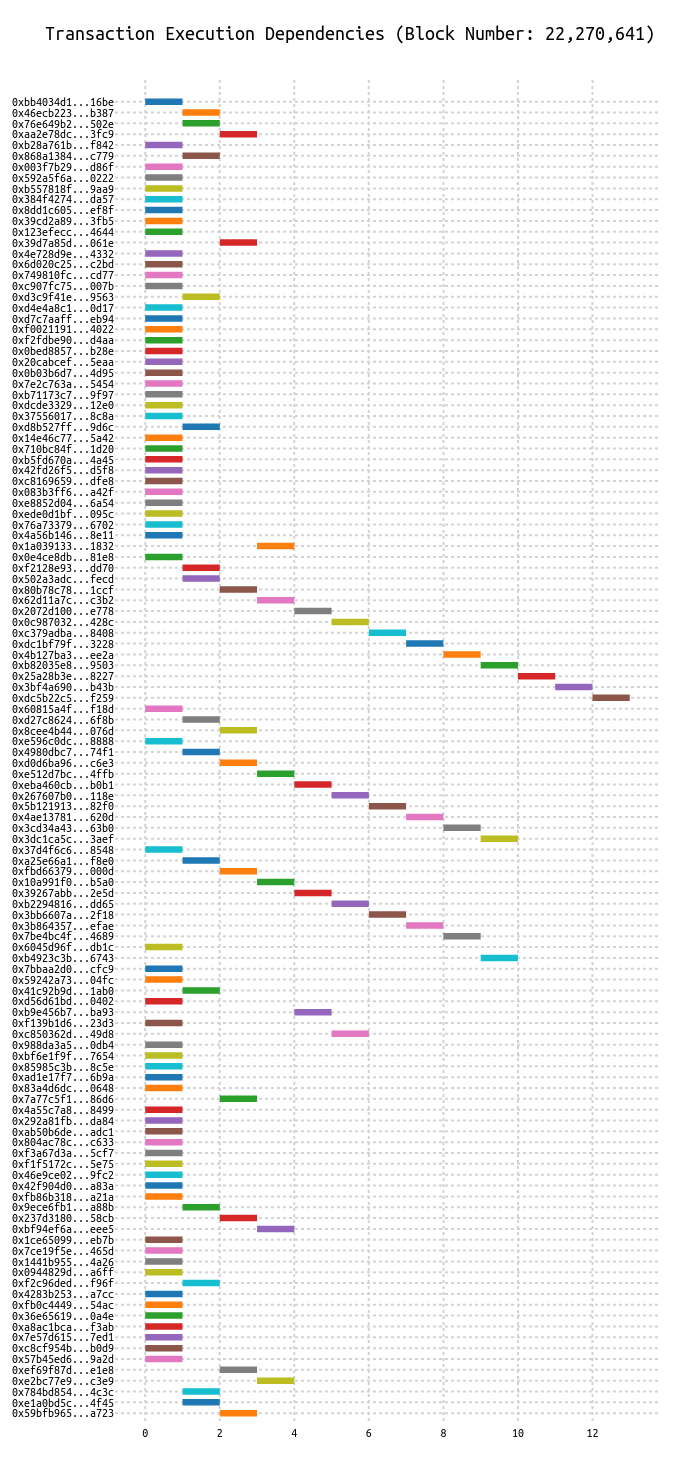 Transaction Execution Dependencies (Block Number: 22,270,641)
0xbb4034d1...16be
0x46ecb223...b387
0x76e649b2...502e
0xaa2e78dc...3fc9
0xb28a761b...f842
0x868a1384...c779
0x003f7b29...d86f
0x592a5f6a...0222
0xb557818f...9aa9
0x384f4274...da57
0x8dd1c605...ef8f
0x39cd2a89...3fb5
0x123efecc...4644
0x39d7a85d...061e
0x4e728d9e...4332
0x6d020c25...c2bd
0x749810fc...cd77
0xc907fc75...007b
0xd3c9f41e...9563
0xd4e4a8c1...0d17
0xd7c7aaff...eb94
0xf0021191...4022
0xf2fdbe90...d4aa
0x0bed8857...b28e
0x20cabcef...5eaa
0x0b03b6d7...4d95
0x7e2c763a...5454
0xb71173c7...9f97
0xdcde3329...12e0
0x37556017...8c8a
0xd8b527ff...9d6c
0x14e46c77...5a42
0x710bc84f...1d20
0xb5fd670a...4a45
0x42fd26f5...d5f8
0xc8169659...dfe8
0x083b3ff6...a42f
0xe8852d04...6a54
0xede0d1bf...095c
0x76a73379...6702
0x4a56b146...8e11
0x1a039133...1832
0x0e4ce8db...81e8
0xf2128e93...dd70
0x502a3adc...fecd
0x80b78c78...1ccf
0x62d11a7c...c3b2
0x2072d100...e778
0x0c987032...428c
0xc379adba...8408
0xdc1bf79f...3228
0x4b127ba3...ee2a
0xb82035e8...9503
0x25a28b3e...8227
0x3bf4a690...b43b
0xdc5b22c5...f259
0x60815a4f...f18d
0xd27c8624...6f8b
0x8cee4b44...076d
0xe596c0dc...8888
0x4980dbc7...74f1
0xd0d6ba96...c6e3
0xe512d7bc...4ffb
0xeba460cb...b0b1
0x267607b0...118e
0x5b121913...82f0
0x4ae13781...620d
0x3cd34a43...63b0
0x3dc1ca5c...3aef
0x37d4f6c6...8548
0xa25e66a1...f8e0
0xfbd66379...000d
0x10a991f0...b5a0
0x39267abb...2e5d
0xb2294816...dd65
0x3bb6607a...2f18
0x3b864357...efae
0x7be4bc4f...4689
0x6045d96f...db1c
0xb4923c3b...6743
0x7bbaa2d0...cfc9
0x59242a73...04fc
0x41c92b9d...1ab0
0xd56d61bd...0402
0xb9e456b7...ba93
0xf139b1d6...23d3
0xc850362d...49d8
0x988da3a5...0db4
0xbf6e1f9f...7654
0x85985c3b...8c5e
0xad1e17f7...6b9a
0x83a4d6dc...0648
0x7a77c5f1...86d6
0x4a55c7a8...8499
0x292a81fb...da84
0xab50b6de...adc1
0x804ac78c...c633
0xf3a67d3a...5cf7
0xf1f5172c...5e75
0x46e9ce02...9fc2
0x42f904d0...a83a
0xfb86b318...a21a
0x9ece6fb1...a88b
0x237d3180...58cb
0xbf94ef6a...eee5
0x1ce65099...eb7b
0x7ce19f5e...465d
0x1441b955...4a26
0x0944829d...a6ff
0xf2c96ded...f96f
0x4283b253...a7cc
0xfb0c4449...54ac
0x36e65619...0a4e
0xa8ac1bca...f3ab
0x7e57d615...7ed1
0xc8cf954b...b0d9
0x57b45ed6...9a2d
0xef69f87d...e1e8
0xe2bc77e9...c3e9
0x784bd854...4c3c
0xe1a0bd5c...4f45
0x59bfb965...a723
0 2 4 6 8 10 12